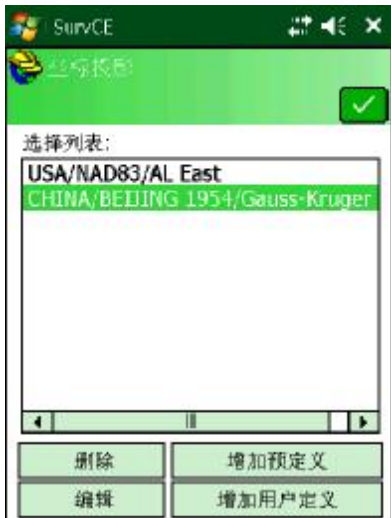 SurvCE
坐标投影
选择列表:
USA/NAD83/AL East
CHINA/BEIJING 1954/Gauss-Kruger
删除
增加预定义
编辑
增加用户定义